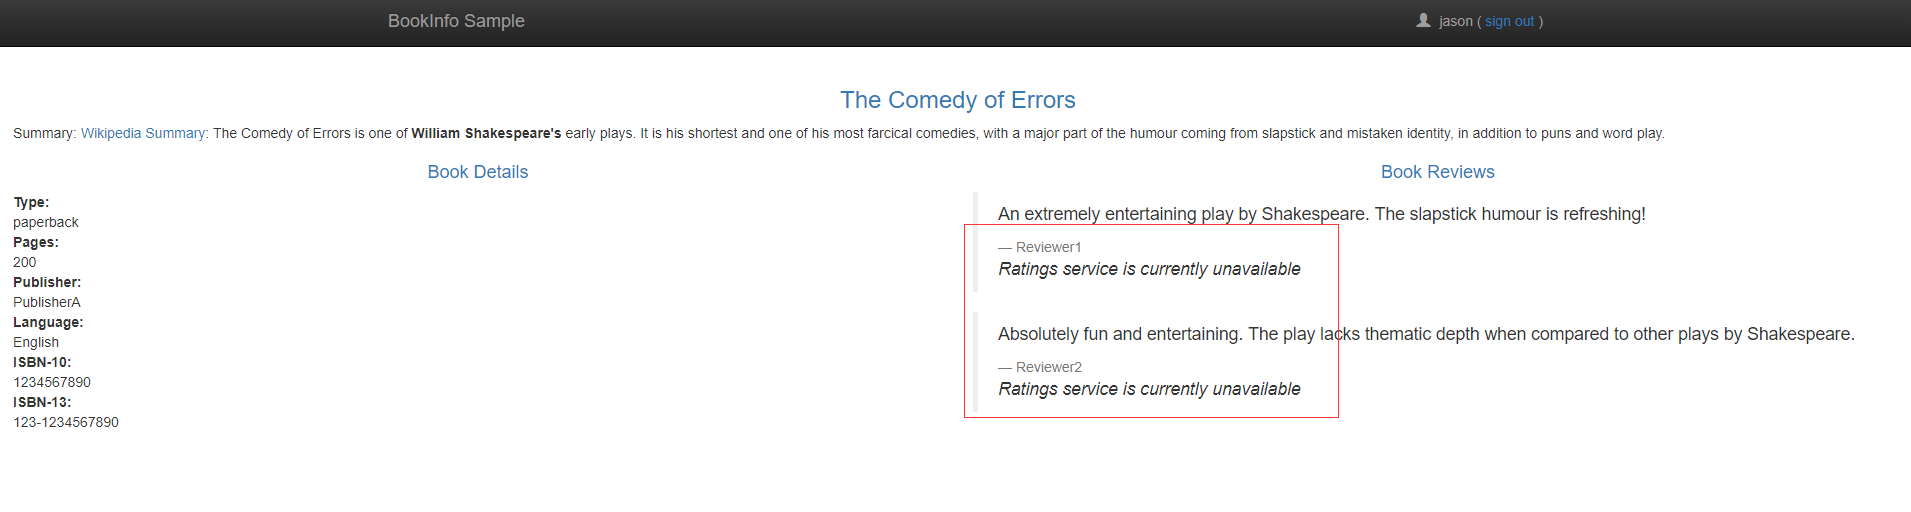 BookInfo Sample
jason ( sign out )
The Comedy of Errors
Summary: Wikipedia Summary: The Comedy of Errors is one of William Shakespeare's early plays. It is his shortest and one of his most farcical comedies, with a major part of the humour coming from slapstick and mistaken identity, in addition to puns and word play.
Book Details
Type:
paperback
Pages:
200
Publisher:
PublisherA
Language:
English
ISBN-10:
1234567890
ISBN-13:
123-1234567890
Book Reviews
An extremely entertaining play by Shakespeare. The slapstick humour is refreshing!
— Reviewer1
Ratings service is currently unavailable
Absolutely fun and entertaining. The play lacks thematic depth when compared to other plays by Shakespeare.
— Reviewer2
Ratings service is currently unavailable